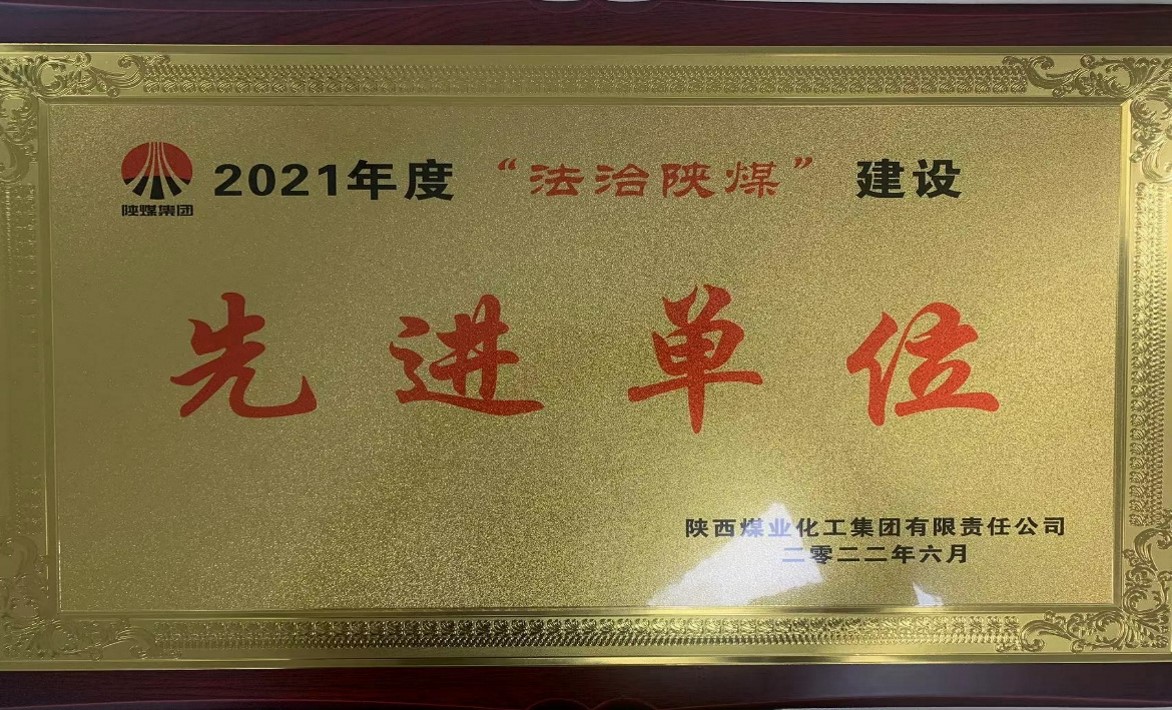 陕煤集团
2021年度“法治陕煤”建设
先进单位
陕西煤业化工集团有限责任公司
二零二二年六月